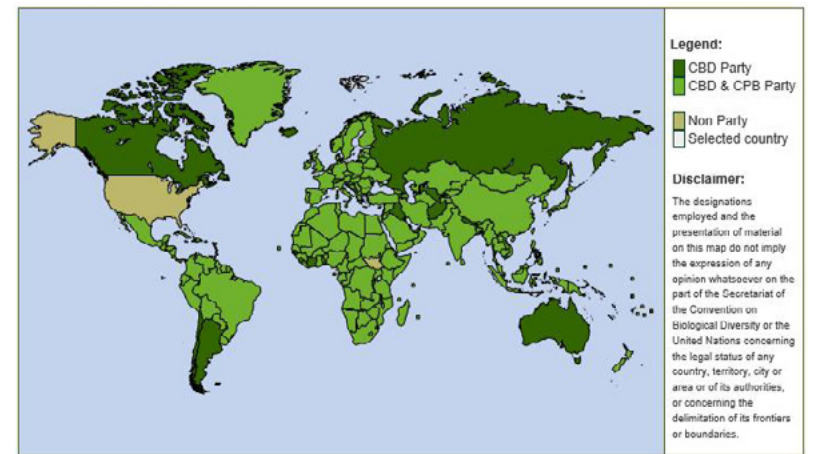 Legend:
CBD Party
CBD & CPB Party
Non Party
Selected country
Disclaimer:
The designations
employed and the
presentation of material
on this map do not imply
the expression of any
opinion whatsoever on the
part of the Secretariat of
the Convention on
Biological Diversity or the
United Nations concerning
the legal status of any
country, territory, city or
area or of its authorities,
or concerning the
delimitation of its frontiers
or boundaries.